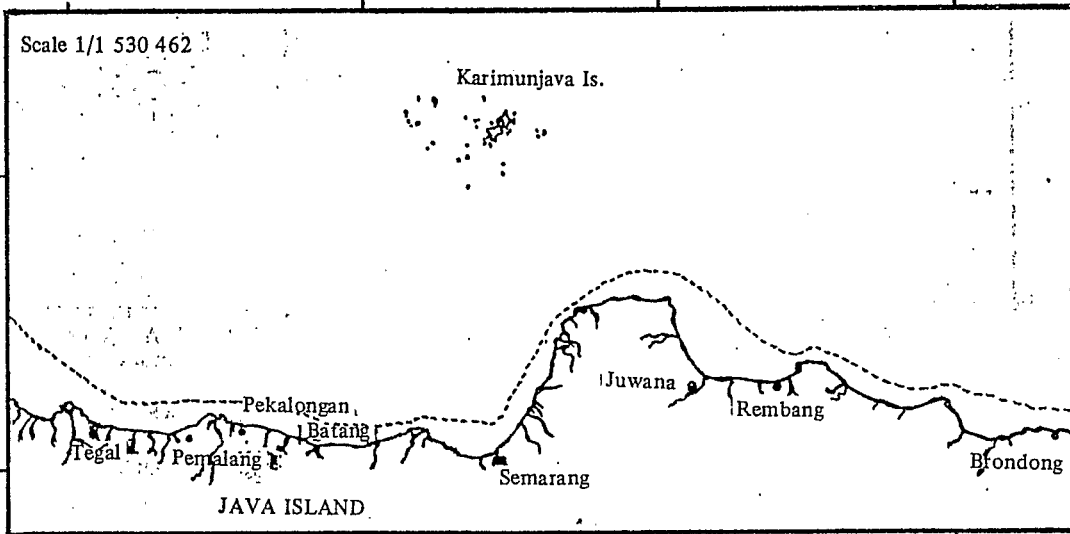 Scale 1/1 530 462
Karimunjava Is.
Juwana
Pekalongan
Rembang
Batang
Tegal
Pemalang
Brondong
Semarang
JAVA ISLAND